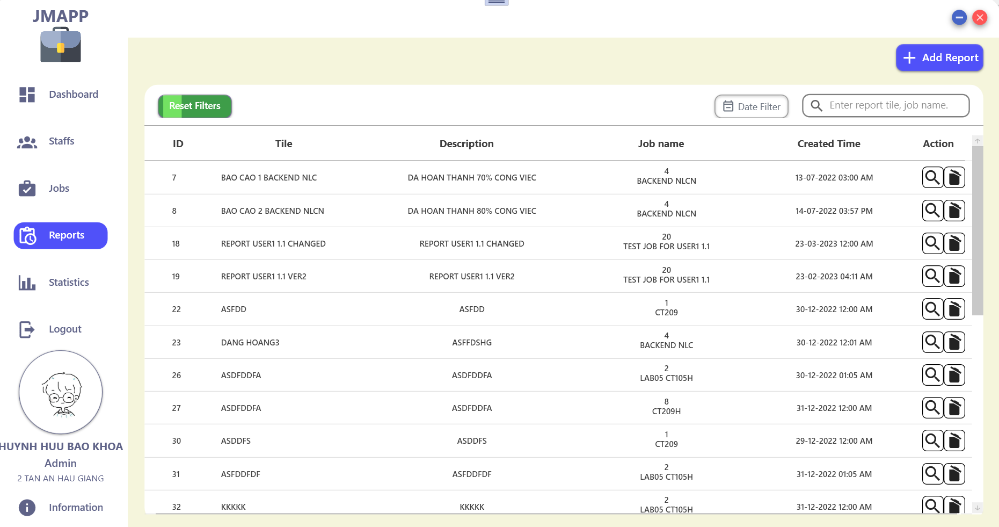 JMAPP
Dashboard
Staffs
Jobs
Reports
Statistics
Logout
HUYNH HUU BAO KHOA
Admin
2 TAN AN HAU GIANG
Information
Add Report
Reset Filters
Date Filter
Enter report tile, job name.
ID Tile Description Job name Created Time Action
7 BAO CAO 1 BACKEND NLC DA HOAN THANH 70% CONG VIEC 4 BACKEND NLCN 13-07-2022 03:00 AM
8 BAO CAO 2 BACKEND NLCN DA HOAN THANH 80% CONG VIEC 4 BACKEND NLCN 14-07-2022 03:57 PM
18 REPORT USER1 1.1 CHANGED REPORT USER1 1.1 CHANGED 20 TEST JOB FOR USER1 1.1 23-03-2023 12:00 AM
19 REPORT USER1 1.1 VER2 REPORT USER1 1.1 VER2 20 TEST JOB FOR USER1 1.1 23-02-2023 04:11 AM
22 ASFDD ASFDD 1 CT209 30-12-2022 12:00 AM
23 DANG HOANG3 ASFFDSHG 4 BACKEND NLC 30-12-2022 12:01 AM
26 ASDFDDFA ASDFDDFA 2 LAB05 CT105H 30-12-2022 01:05 AM
27 ASDFDDFA ASDFDDFA 8 CT209H 31-12-2022 12:00 AM
30 ASDDFS ASDDFS 1 CT209 29-12-2022 12:00 AM
31 ASFDDFDF ASFDDFDF 2 LAB05 CT105H 31-12-2022 01:05 AM
32 KKKKK KKKKK 2 LAB05 CT105H 31-12-2022 12:00 AM